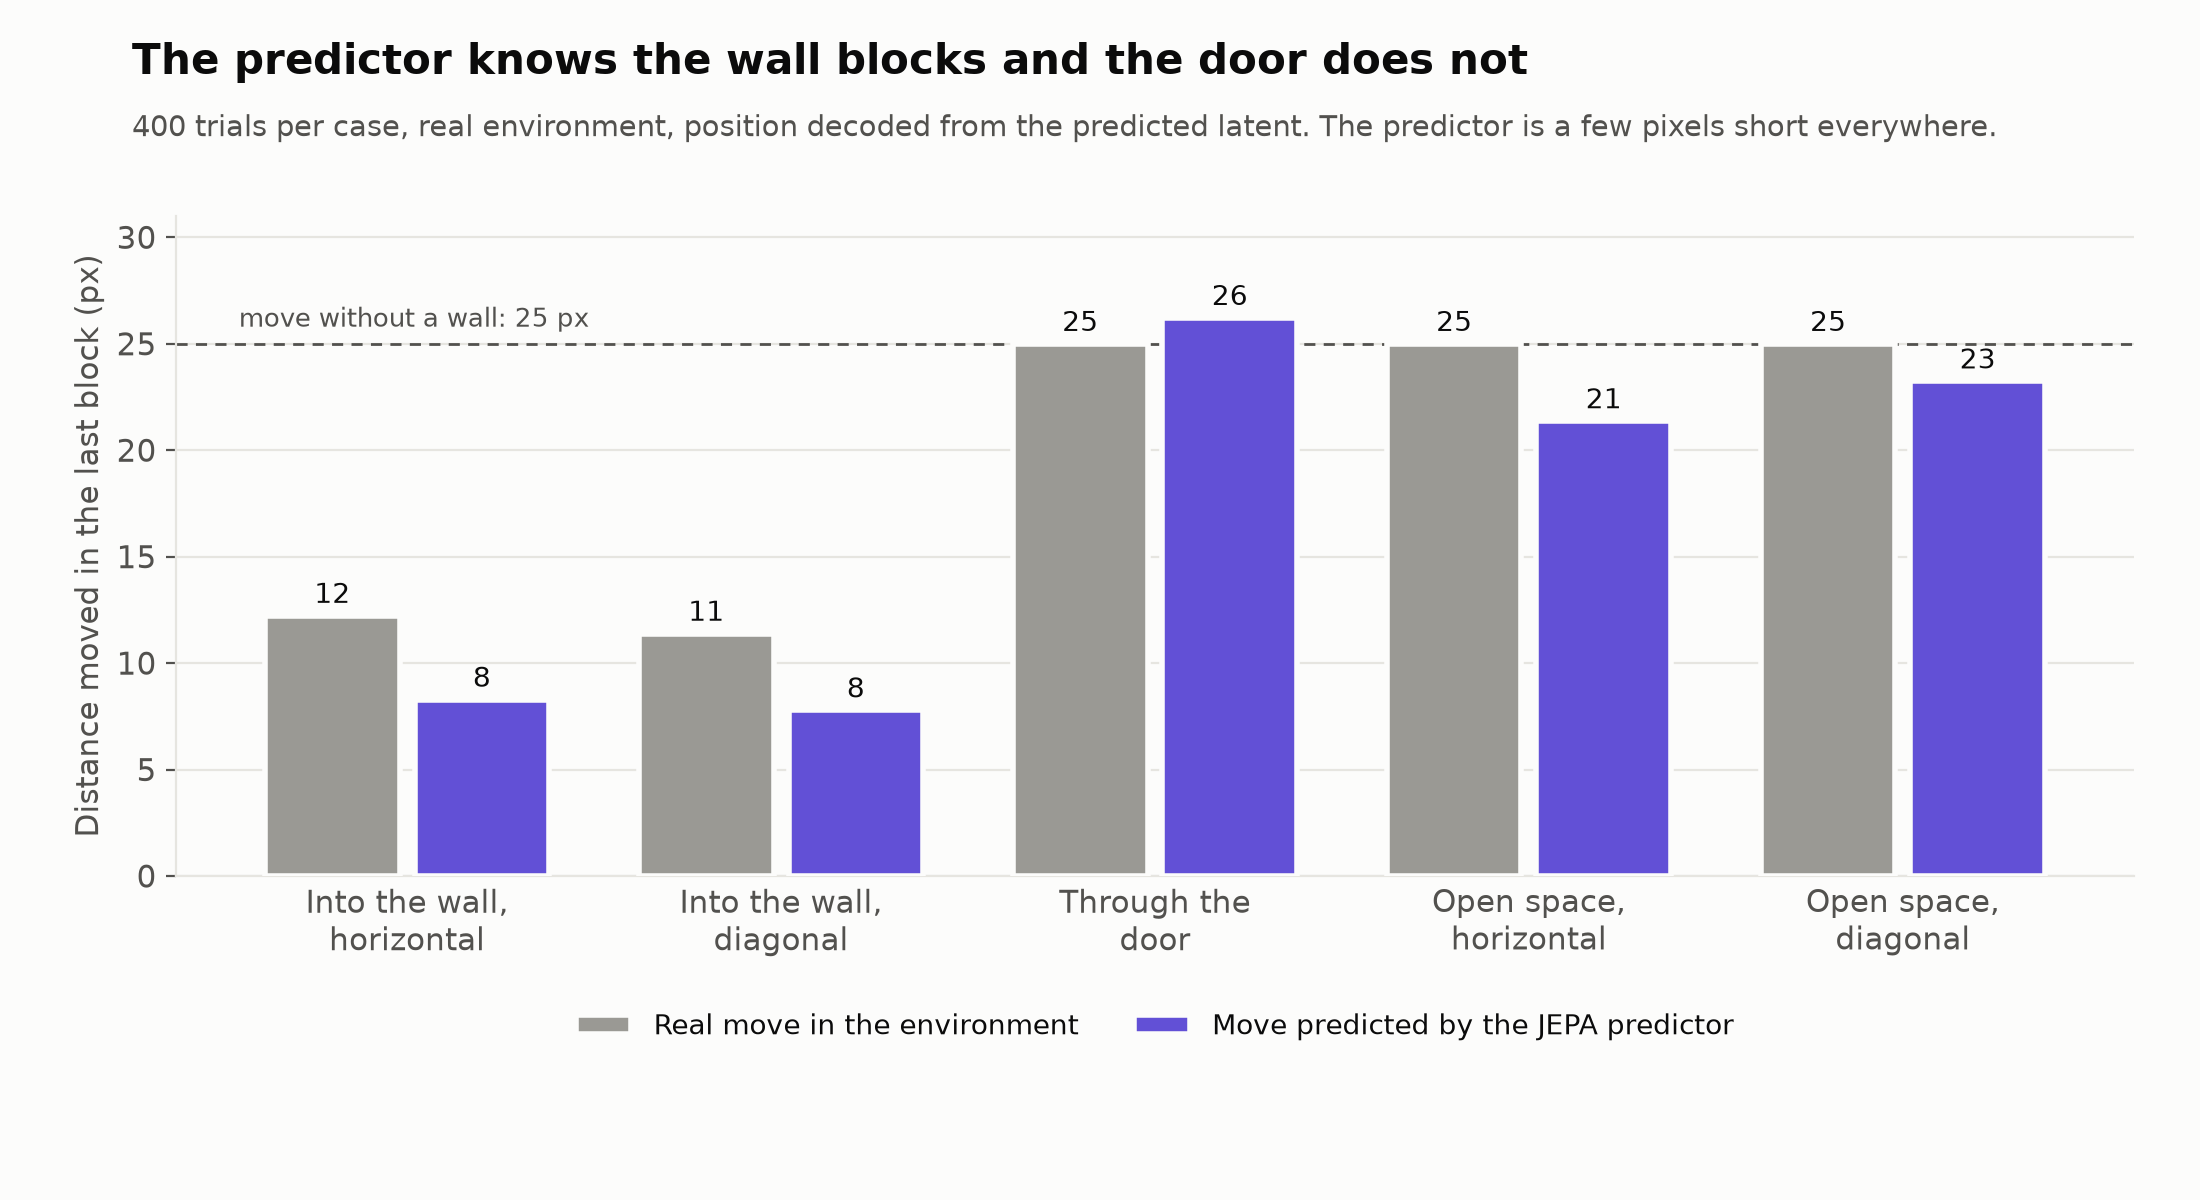 The predictor knows the wall blocks and the door does not
400 trials per case, real environment, position decoded from the predicted latent. The predictor is a few pixels short everywhere.
Distance moved in the last block (px)
30
25
20
15
10
5
0
move without a wall: 25 px
12
8
11
8
25
26
25
21
25
23
Into the wall,
horizontal
Into the wall,
diagonal
Through the
door
Open space,
horizontal
Open space,
diagonal
Real move in the environment
Move predicted by the JEPA predictor